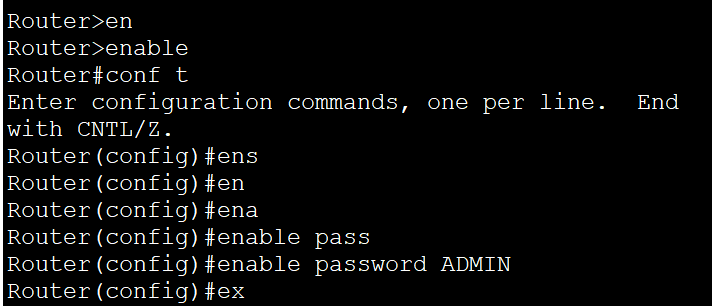 Router>en
Router>enable
Router#conf t
Enter configuration commands, one per line.  End
with CNTL/Z.
Router(config)#ens
Router(config)#en
Router(config)#ena
Router(config)#enable pass
Router(config)#enable password ADMIN
Router(config)#ex